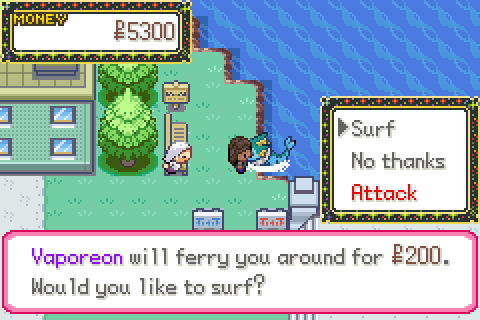 MONEY
₽5300
Surf
No thanks
Attack
Vaporeon will ferry you around for ₽200.
Would you like to surf?